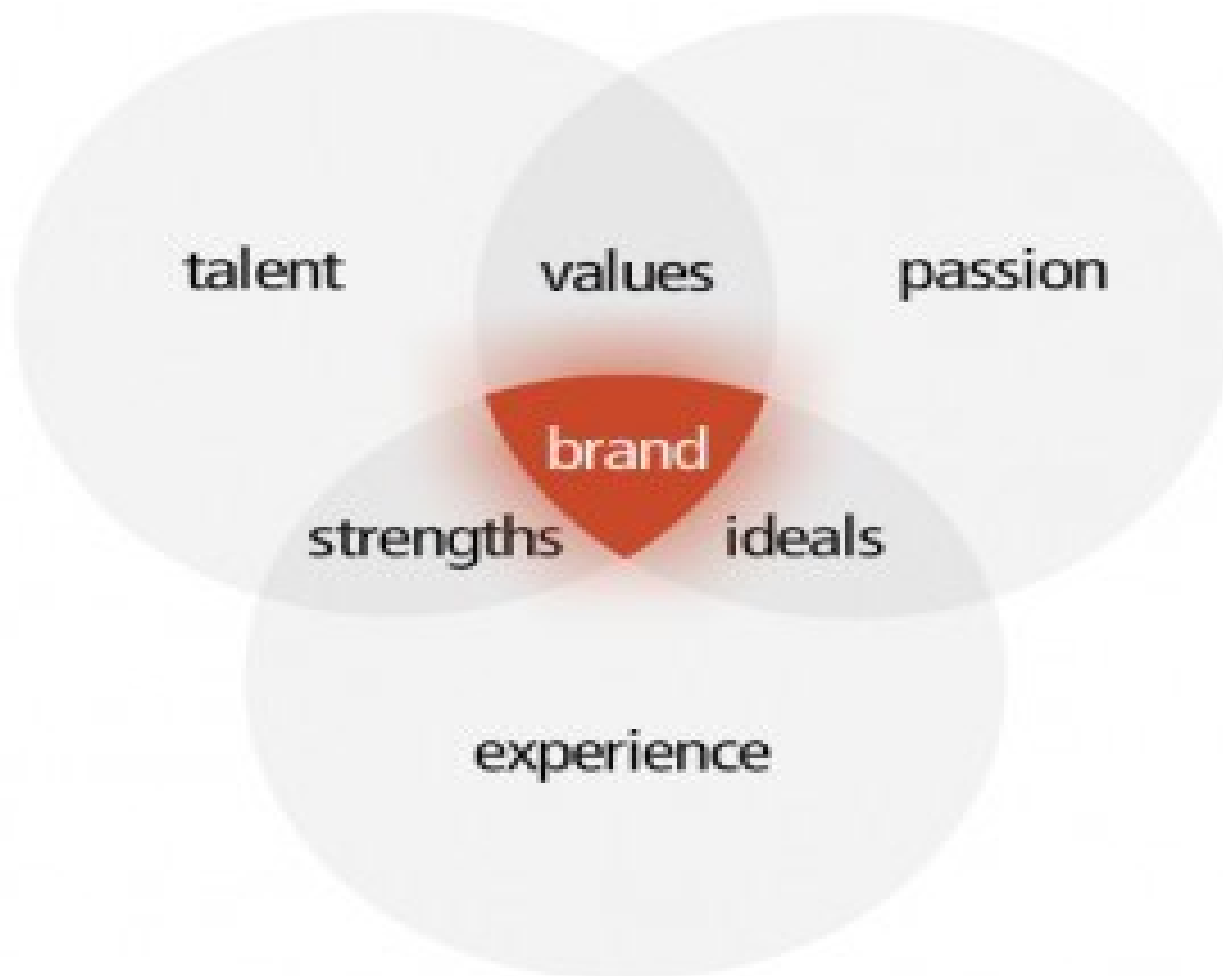 talent
values
passion
brand
strengths
ideals
experience